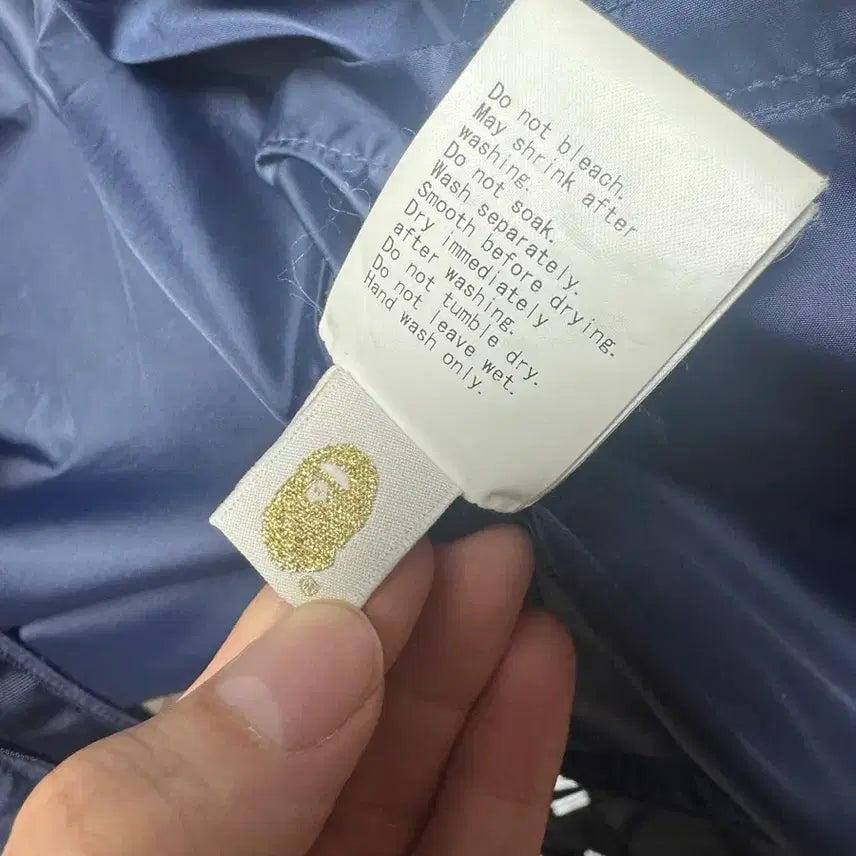 Do not bleach.
May shrink after
washing.
Do not soak.
Wash separately.
Smooth before drying.
Dry immediately
after washing.
Do not tumble dry.
Do not leave wet.
Hand wash only.